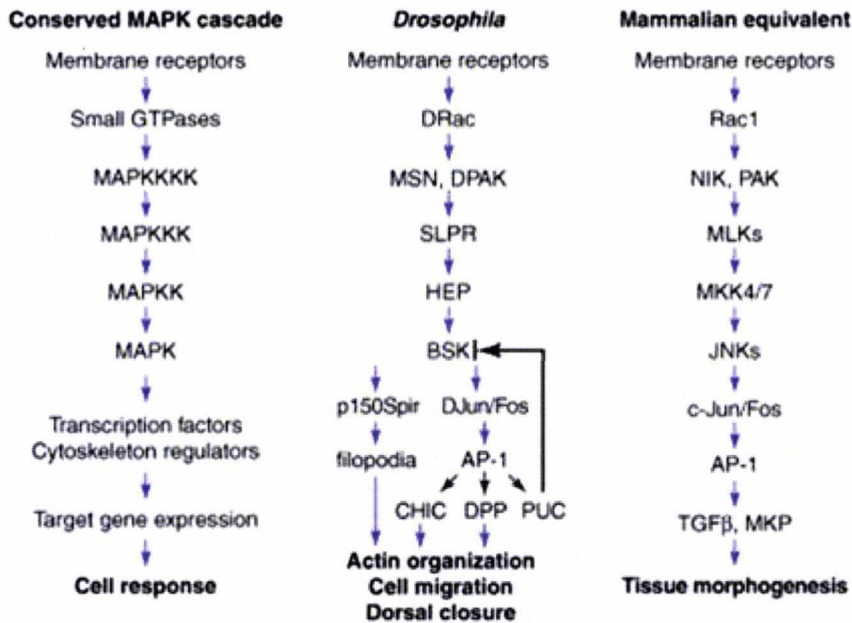 Conserved MAPK cascade
Membrane receptors
Small GTPases
MAPKKKK
MAPKKK
MAPKK
MAPK
Transcription factors
Cytoskeleton regulators
Target gene expression
Cell response
Drosophila
Membrane receptors
DRac
MSN, DPAK
SLPR
HEP
BSK
p150Spir DJun/Fos
filopodia AP-1
CHIC DPP PUC
Actin organization
Cell migration
Dorsal closure
Mammalian equivalent
Membrane receptors
Rac1
NIK, PAK
MLKs
MKK4/7
JNKs
c-Jun/Fos
AP-1
TGFβ, MKP
Tissue morphogenesis